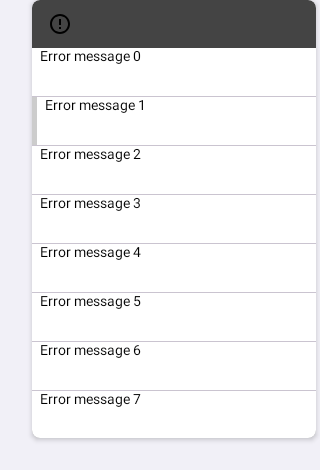 Error message 0
Error message 1
Error message 2
Error message 3
Error message 4
Error message 5
Error message 6
Error message 7